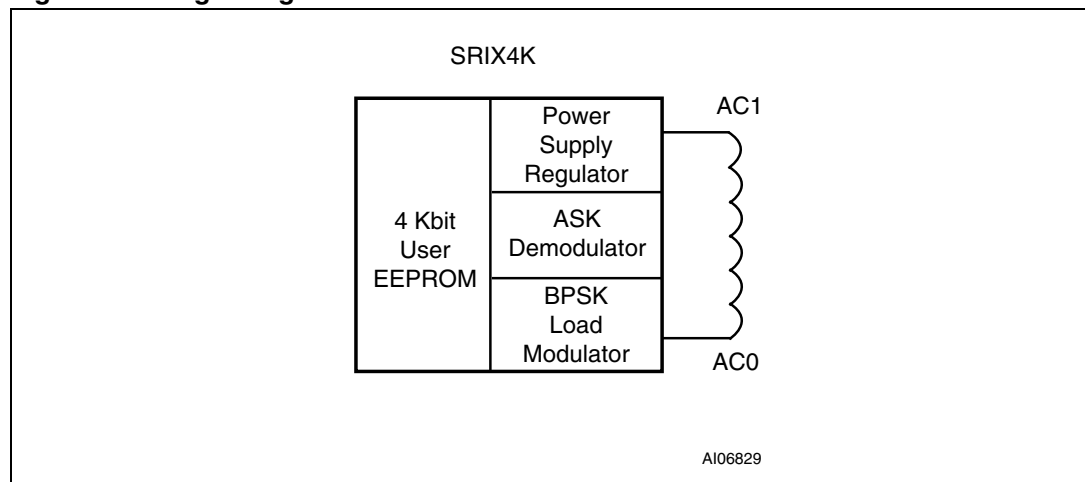 SRIX4K
AC1
Power
Supply
Regulator
4 Kbit
User
EEPROM
ASK
Demodulator
BPSK
Load
Modulator
AC0
AI06829